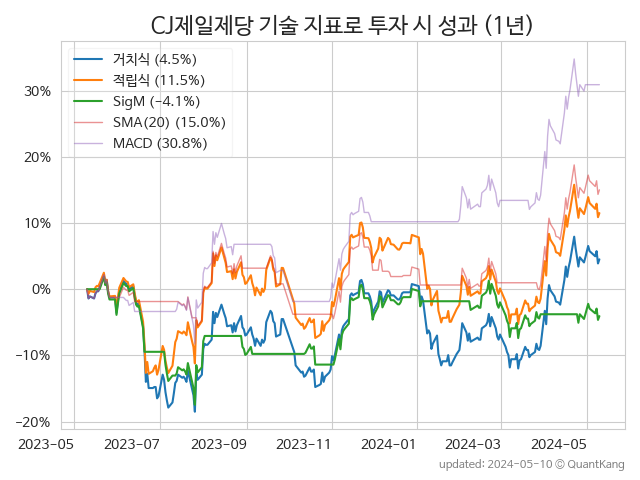 CJ제일제당 기술 지표로 투자 시 성과 (1년)
거치식 (4.5%)
적립식 (11.5%)
SigM (−4.1%)
SMA(20) (15.0%)
MACD (30.8%)
30%
20%
10%
0%
−10%
−20%
2023-05 2023-07 2023-09 2023-11 2024-01 2024-03 2024-05
updated: 2024-05-10 © QuantKang